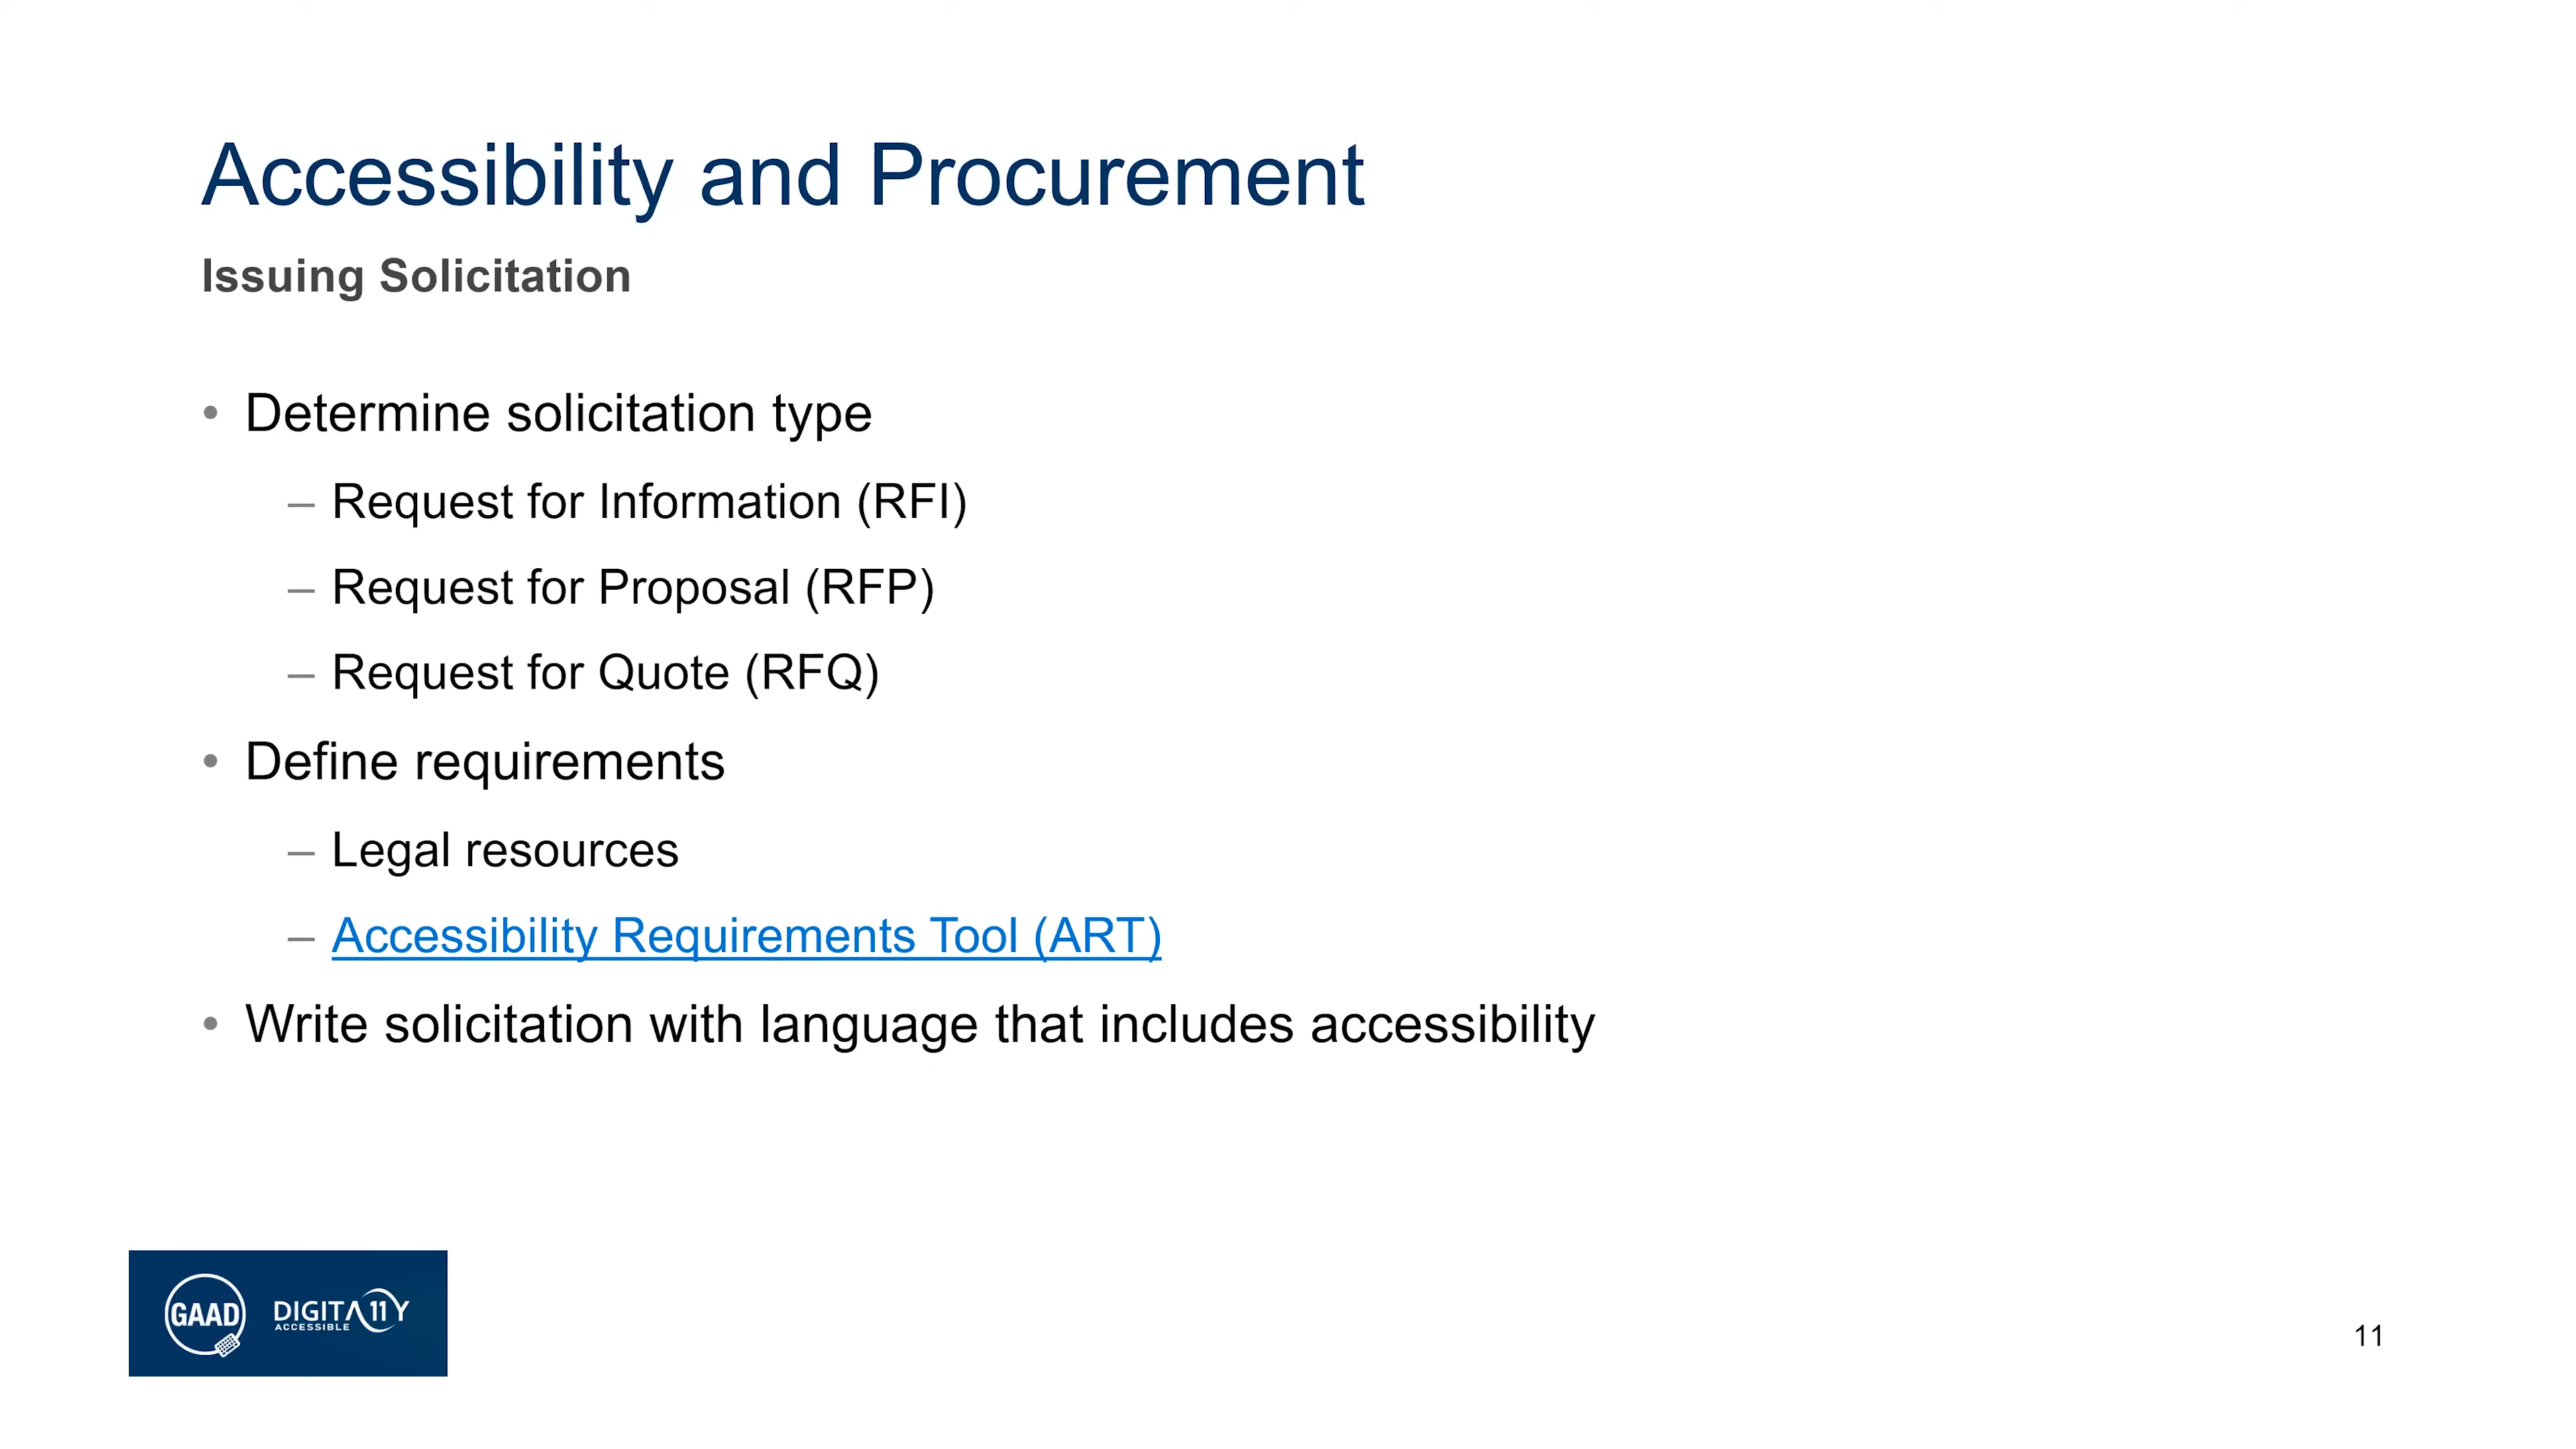 Accessibility and Procurement
Issuing Solicitation
• Determine solicitation type
– Request for Information (RFI)
– Request for Proposal (RFP)
– Request for Quote (RFQ)
• Define requirements
– Legal resources
– Accessibility Requirements Tool (ART)
• Write solicitation with language that includes accessibility
GAAD
DIGITA11Y
ACCESSIBLE
11